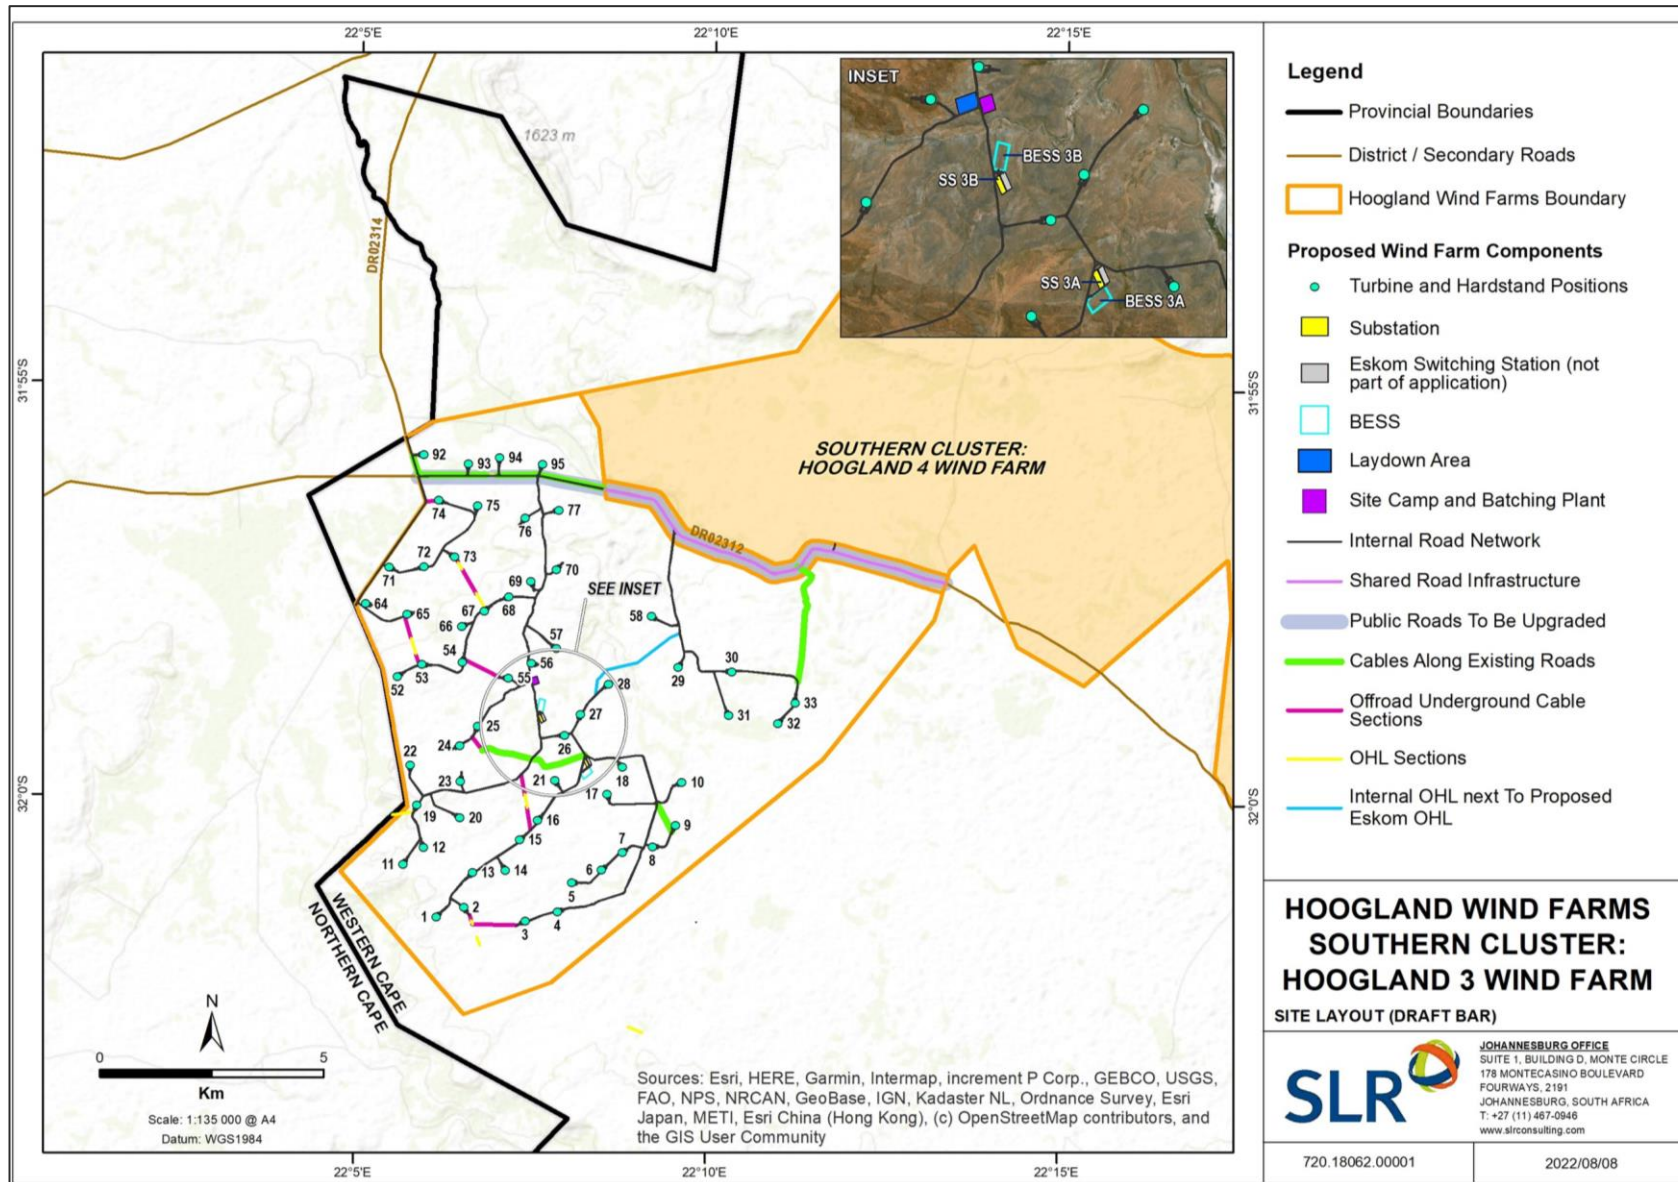 22°5'E
22°10'E
22°15'E
31°55'S
32°0'S
31°55'S
32°0'S
22°5'E
22°10'E
22°15'E
1623 m
DR02314
INSET
BESS 3B
SS 3B
SS 3A
BESS 3A
SOUTHERN CLUSTER:
HOOGLAND 4 WIND FARM
DR02312
SEE INSET
92
93
94
95
74
75
76
77
72
73
71
70
69
68
64
65
67
66
58
57
54
56
30
52
53
55
29
28
33
31
32
27
25
24
26
22
23
21
18
10
17
19
20
16
9
15
7
8
12
11
13
14
6
5
1
2
3
4
WESTERN CAPE
NORTHERN CAPE
N
0
5
Km
Scale: 1:135 000 @ A4
Datum: WGS1984
Sources: Esri, HERE, Garmin, Intermap, increment P Corp., GEBCO, USGS,
FAO, NPS, NRCAN, GeoBase, IGN, Kadaster NL, Ordnance Survey, Esri
Japan, METI, Esri China (Hong Kong), (c) OpenStreetMap contributors, and
the GIS User Community
Legend
Provincial Boundaries
District / Secondary Roads
Hoogland Wind Farms Boundary
Proposed Wind Farm Components
Turbine and Hardstand Positions
Substation
Eskom Switching Station (not
part of application)
BESS
Laydown Area
Site Camp and Batching Plant
Internal Road Network
Shared Road Infrastructure
Public Roads To Be Upgraded
Cables Along Existing Roads
Offroad Underground Cable
Sections
OHL Sections
Internal OHL next To Proposed
Eskom OHL
HOOGLAND WIND FARMS
SOUTHERN CLUSTER:
HOOGLAND 3 WIND FARM
SITE LAYOUT (DRAFT BAR)
SLR
JOHANNESBURG OFFICE
SUITE 1, BUILDING D, MONTE CIRCLE
178 MONTECASINO BOULEVARD
FOURWAYS, 2191
JOHANNESBURG, SOUTH AFRICA
T: +27 (11) 467-0946
www.slrconsulting.com
720.18062.00001
2022/08/08